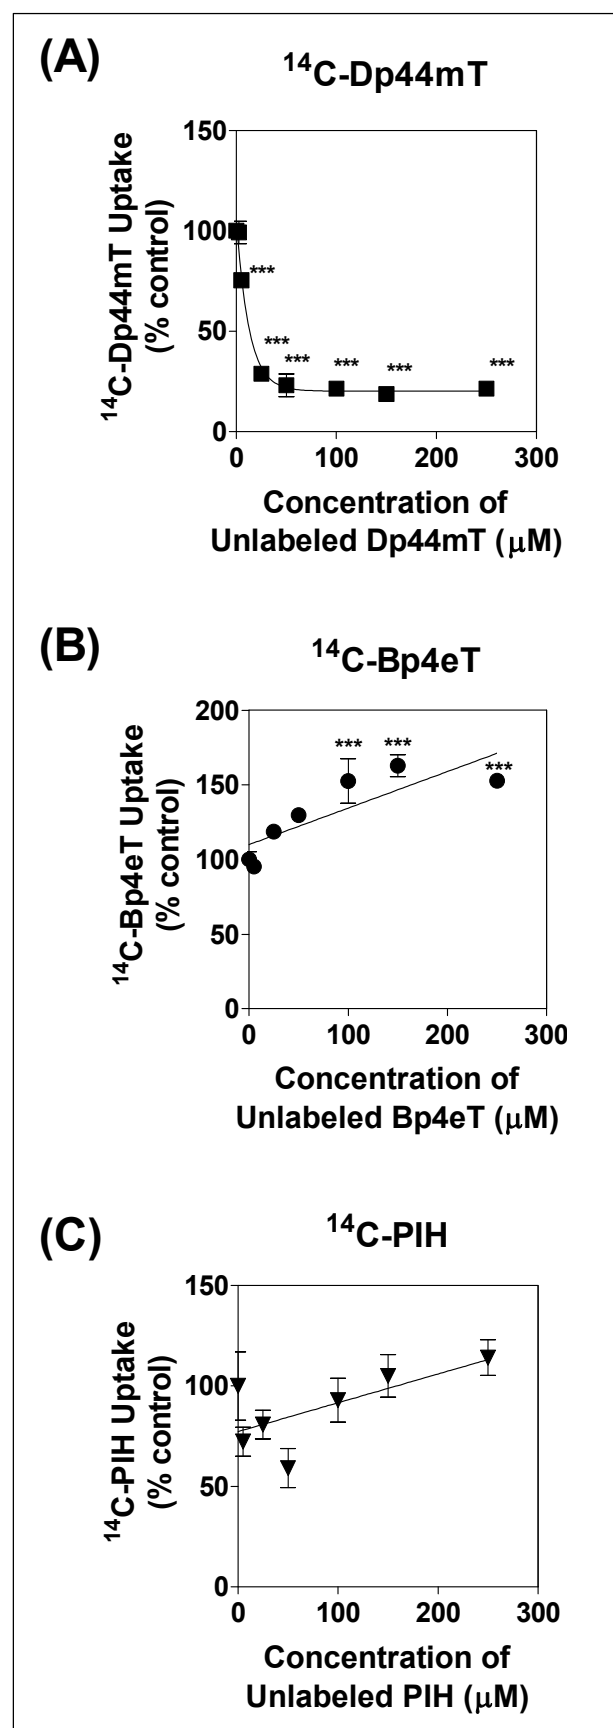 (A)
¹⁴C-Dp44mT
¹⁴C-Dp44mT Uptake
(% control)
150
100
50
0
***
***
***
***
***
***
0 100 200 300
Concentration of
Unlabeled Dp44mT (μM)
(B)
¹⁴C-Bp4eT
¹⁴C-Bp4eT Uptake
(% control)
200
150
100
50
0
***
***
***
0 100 200 300
Concentration of
Unlabeled Bp4eT (μM)
(C)
¹⁴C-PIH
¹⁴C-PIH Uptake
(% control)
150
100
50
0
0 100 200 300
Concentration of
Unlabeled PIH (μM)